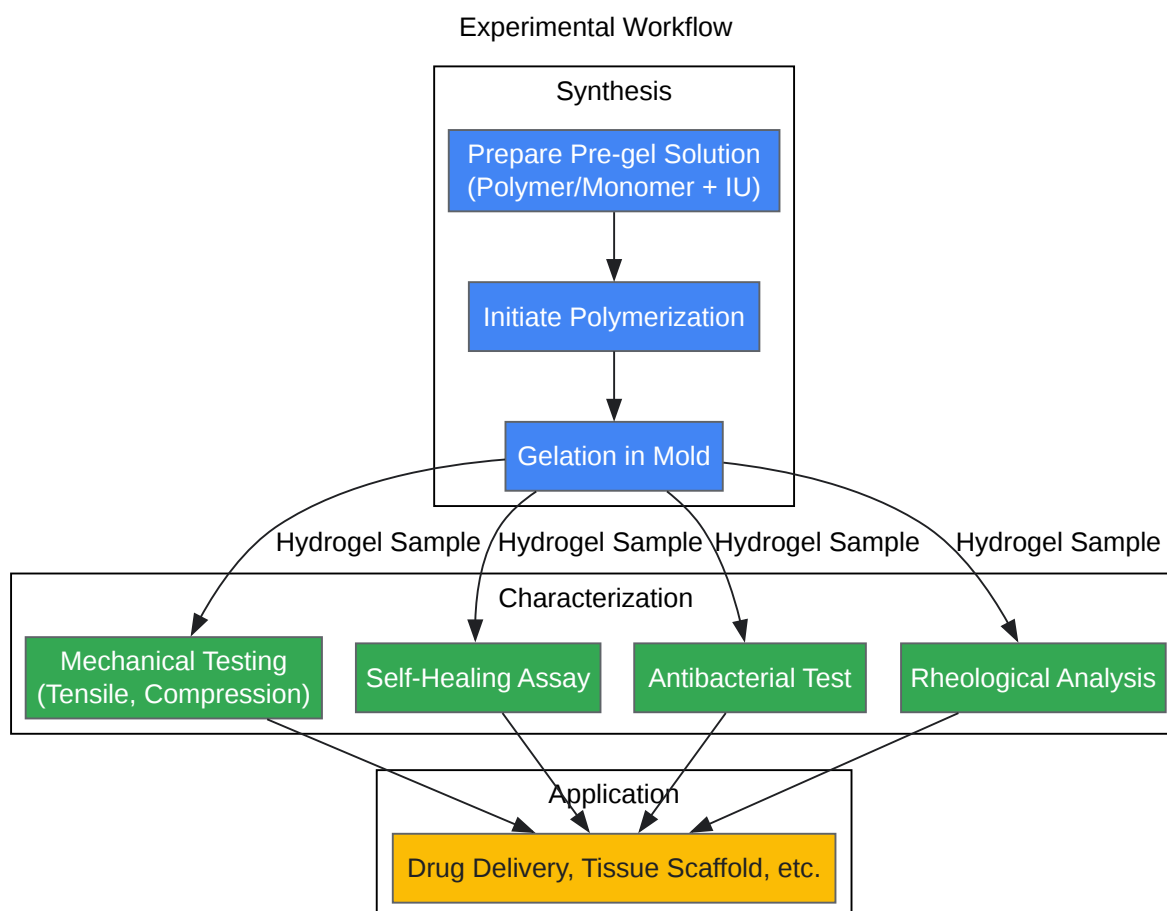 Experimental Workflow
Synthesis
Prepare Pre-gel Solution
(Polymer/Monomer + IU)
Initiate Polymerization
Gelation in Mold
Hydrogel Sample
Hydrogel Sample
Hydrogel Sample
Hydrogel Sample
Characterization
Mechanical Testing
(Tensile, Compression)
Self-Healing Assay
Antibacterial Test
Rheological Analysis
Application
Drug Delivery, Tissue Scaffold, etc.